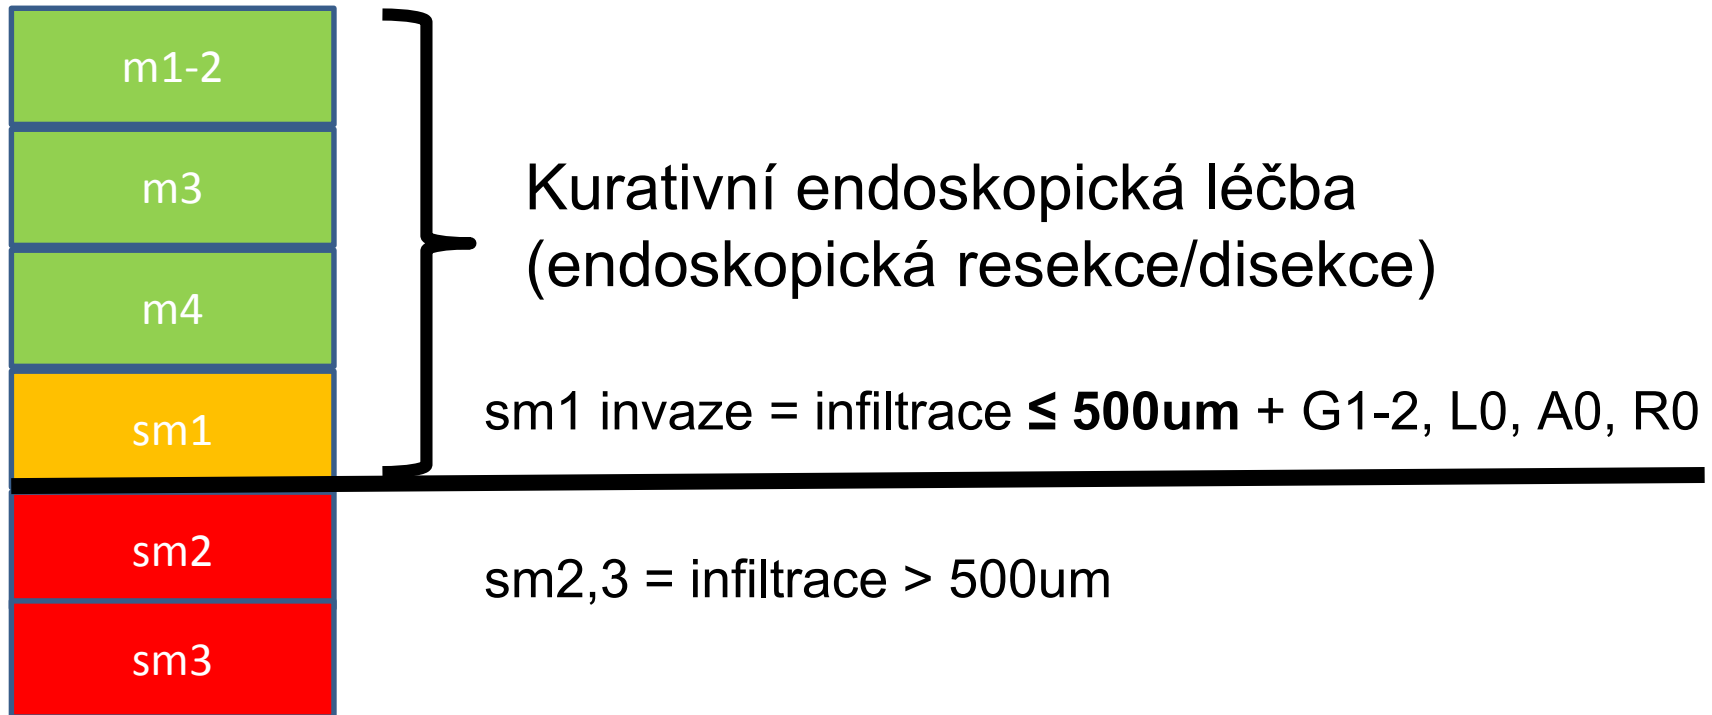 m1-2
m3
Kurativní endoskopická léčba
(endoskopická resekce/disekce)
m4
sm1
sm1 invaze = infiltrace ≤ 500um + G1-2, L0, A0, R0
sm2
sm2,3 = infiltrace > 500um
sm3